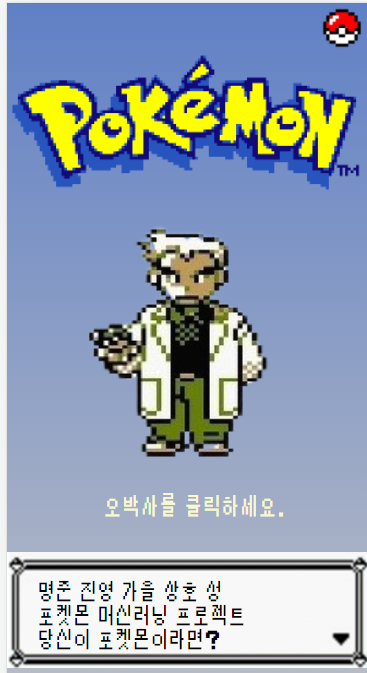 POKéMON
TM
오박사를 클릭하세요.
명준 진영 가을 상호 성
포켓몬 머신러닝 프로젝트
당신이 포켓몬이라면?